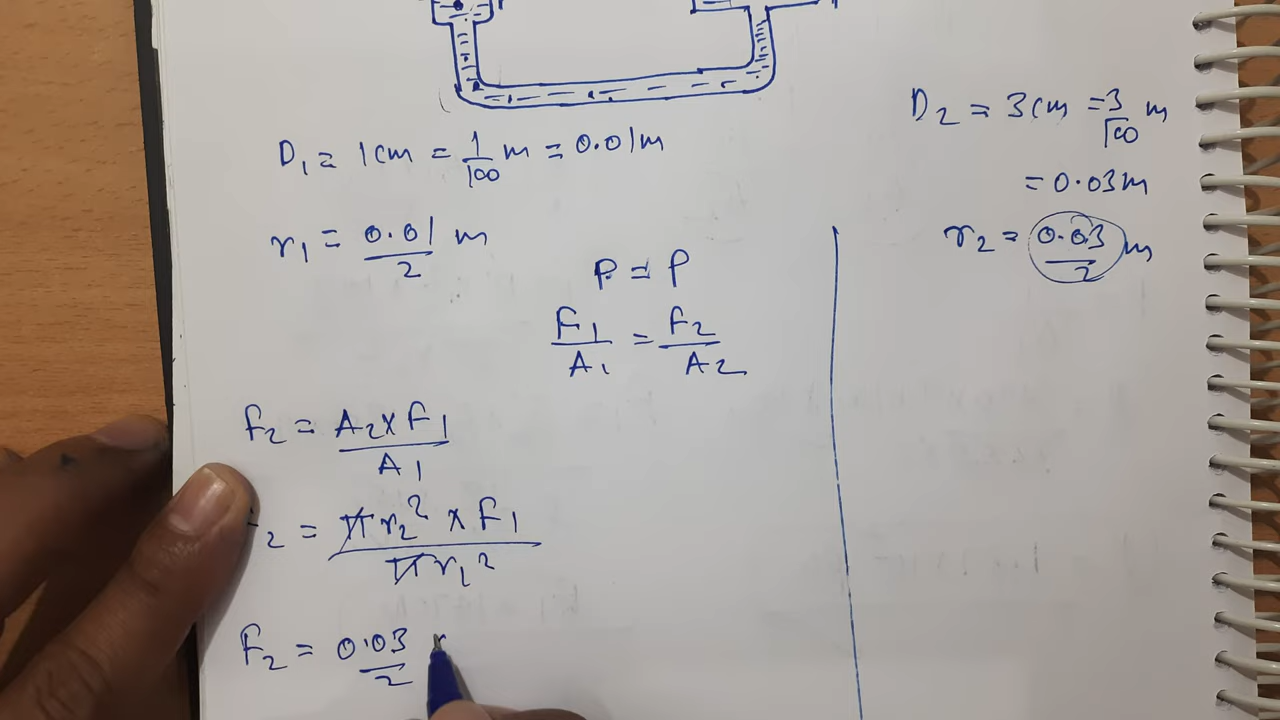 D₁ = 1cm = 1/100 m = 0.01m
r₁ = 0.01/2 m
P = P
F₁/A₁ = F₂/A₂
F₂ = A₂ x F₁/A₁
₂ = πr₂² x F₁/πr₁²
F₂ = 0.03/2
D₂ = 3cm = 3/100 m
= 0.03m
r₂ = 0.03/2 m